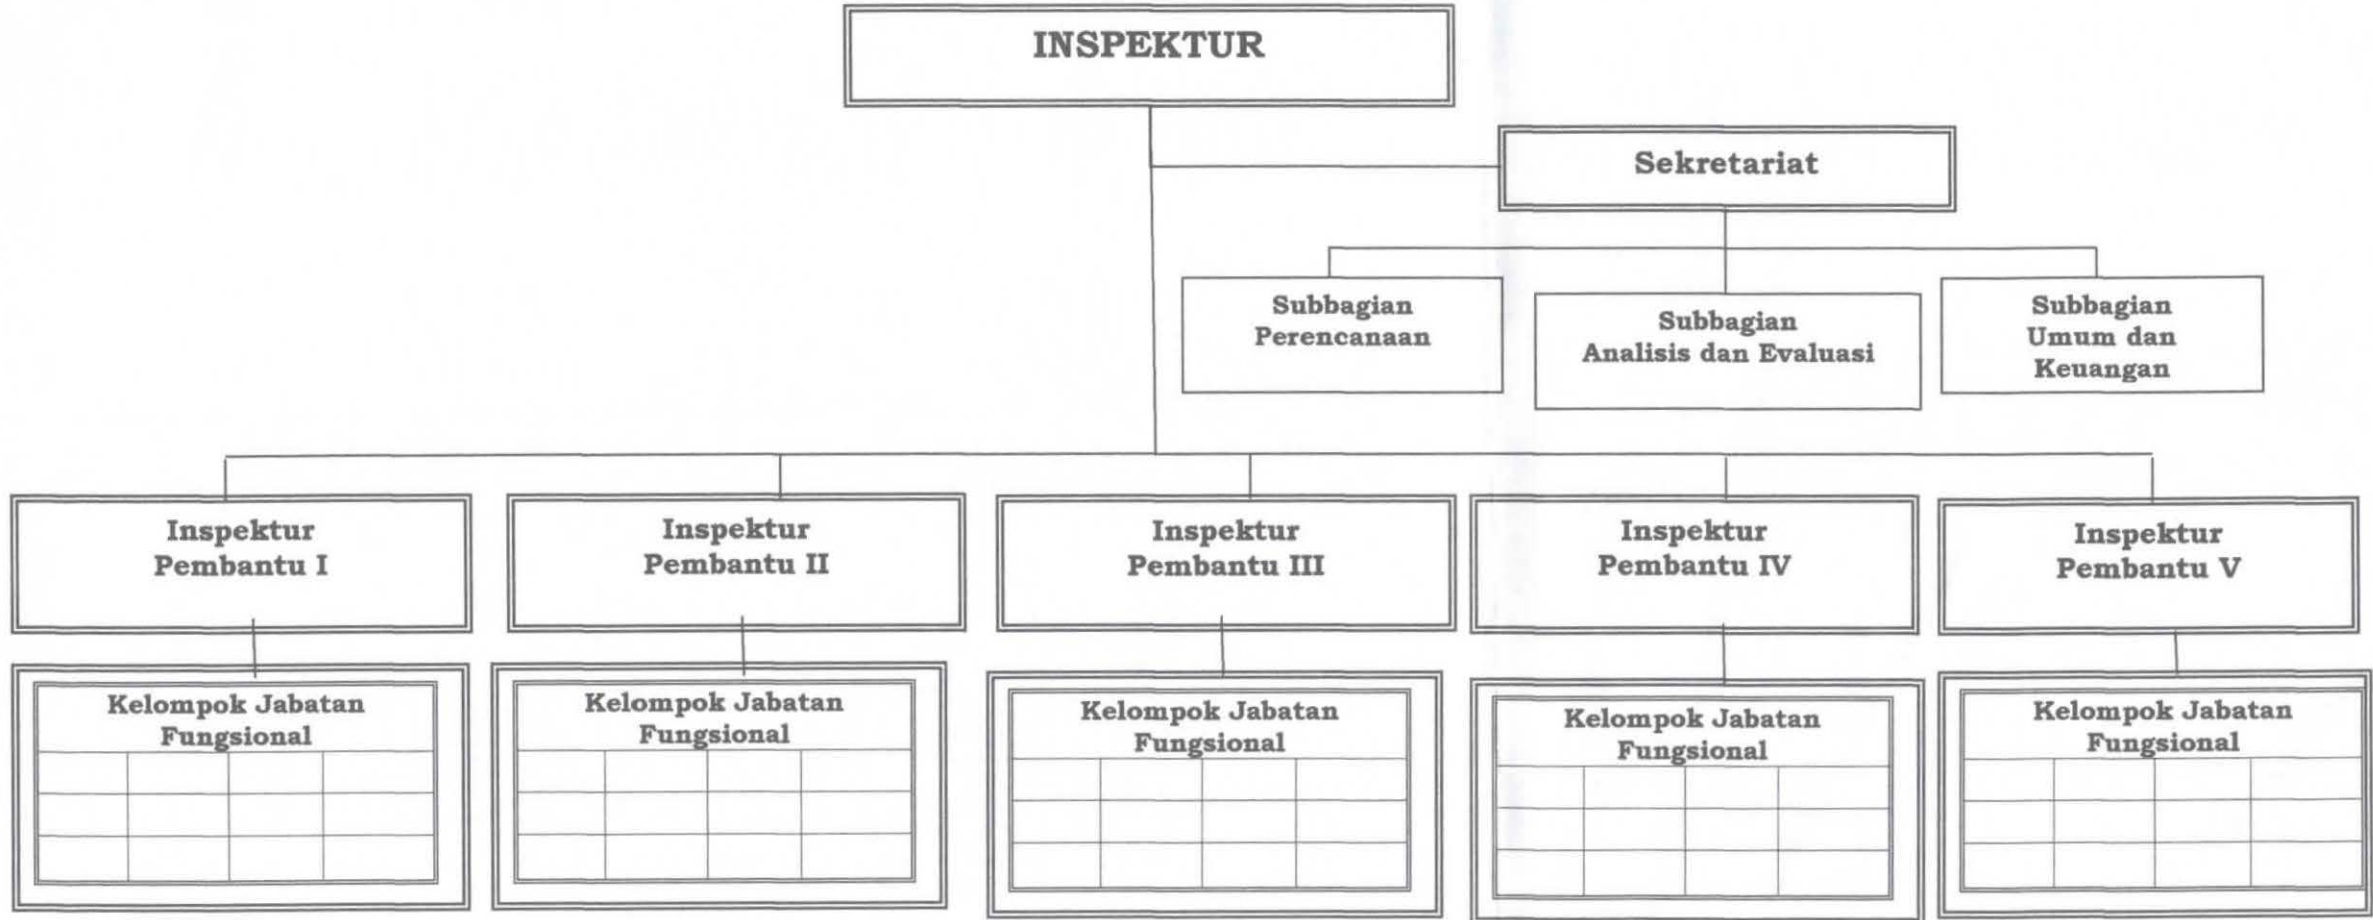 INSPEKTUR
Sekretariat
Subbagian
Perencanaan
Subbagian
Analisis dan Evaluasi
Subbagian
Umum dan
Keuangan
Inspektur
Pembantu I
Inspektur
Pembantu II
Inspektur
Pembantu III
Inspektur
Pembantu IV
Inspektur
Pembantu V
Kelompok Jabatan
Fungsional
Kelompok Jabatan
Fungsional
Kelompok Jabatan
Fungsional
Kelompok Jabatan
Fungsional
Kelompok Jabatan
Fungsional